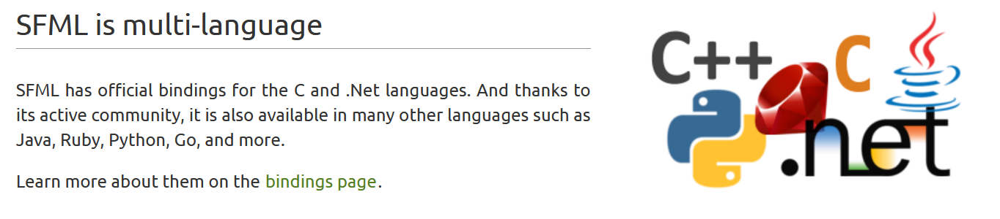 SFML is multi-language
SFML has official bindings for the C and .Net languages. And thanks to
its active community, it is also available in many other languages such as
Java, Ruby, Python, Go, and more.
Learn more about them on the bindings page.
C++
C
.net